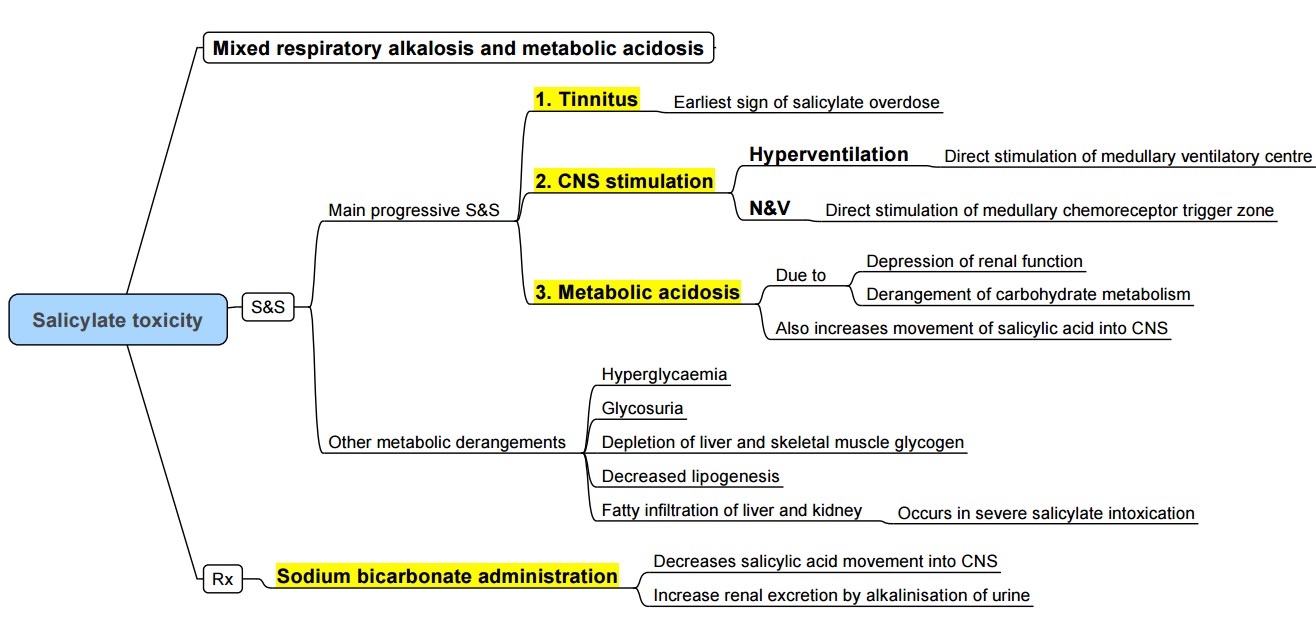 Mixed respiratory alkalosis and metabolic acidosis
1. Tinnitus
Earliest sign of salicylate overdose
Hyperventilation
Direct stimulation of medullary ventilatory centre
2. CNS stimulation
N&V
Direct stimulation of medullary chemoreceptor trigger zone
Main progressive S&S
Due to
Depression of renal function
Derangement of carbohydrate metabolism
3. Metabolic acidosis
Also increases movement of salicylic acid into CNS
Salicylate toxicity
S&S
Hyperglycaemia
Glycosuria
Other metabolic derangements
Depletion of liver and skeletal muscle glycogen
Decreased lipogenesis
Fatty infiltration of liver and kidney
Occurs in severe salicylate intoxication
Rx
Sodium bicarbonate administration
Decreases salicylic acid movement into CNS
Increase renal excretion by alkalinisation of urine